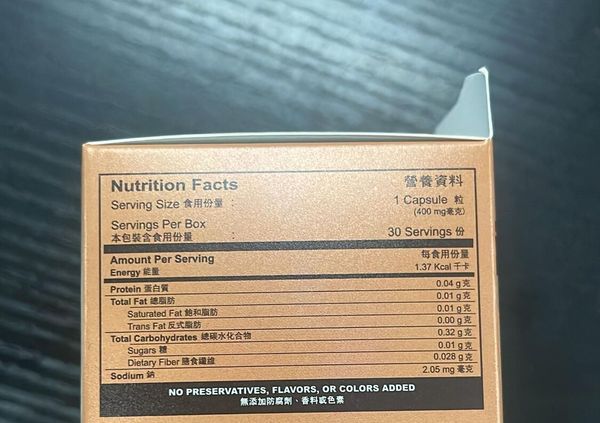 Nutrition Facts 營養資料
Serving Size 食用份量 : 1 Capsule 粒
(400 mg毫克)
Servings Per Box
本包裝含食用份量 : 30 Servings 份
Amount Per Serving 每食用份量
Energy 能量 1.37 Kcal 千卡
Protein 蛋白質 0.04 g 克
Total Fat 總脂肪 0.01 g 克
Saturated Fat 飽和脂肪 0.01 g 克
Trans Fat 反式脂肪 0.00 g 克
Total Carbohydrates 總碳水化合物 0.32 g 克
Sugars 糖 0.01 g 克
Dietary Fiber 膳食纖維 0.028 g 克
Sodium 鈉 2.05 mg 毫克
NO PRESERVATIVES, FLAVORS, OR COLORS ADDED
無添加防腐劑、香料或色素